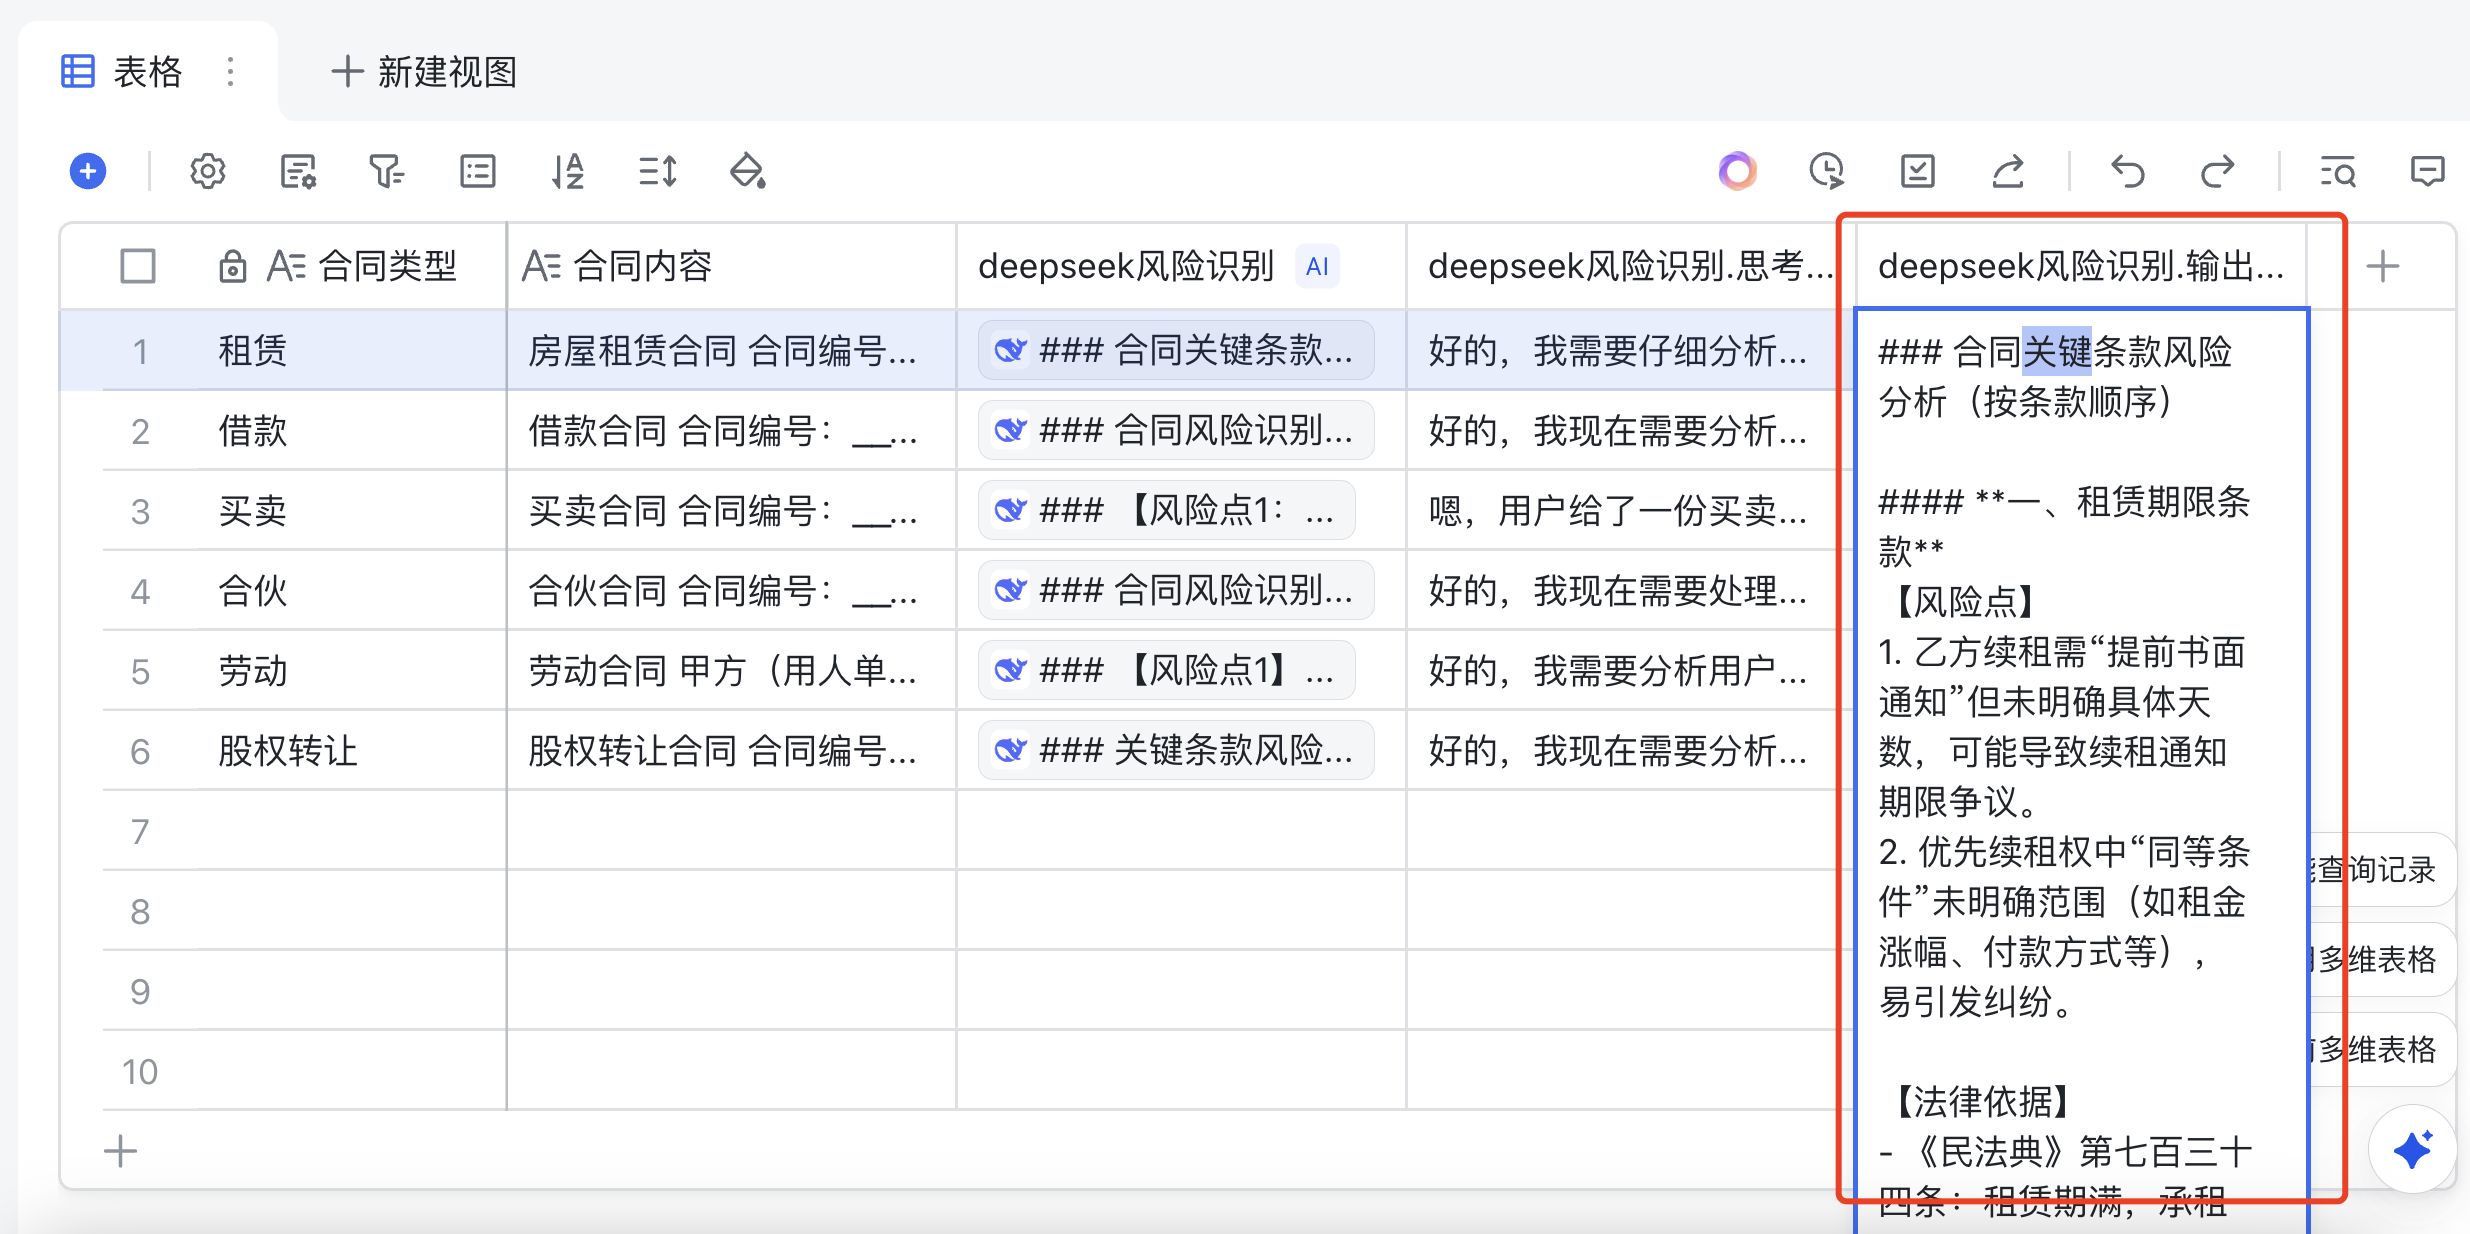 表格
新建视图
合同类型 合同内容 deepseek风险识别 AI deepseek风险识别.思考... deepseek风险识别.输出...
1 租赁 房屋租赁合同 合同编号... ### 合同关键条款... 好的，我需要仔细分析...
2 借款 借款合同 合同编号：__... ### 合同风险识别... 好的，我现在需要分析...
3 买卖 买卖合同 合同编号：__... ### 【风险点1：... 嗯，用户给了一份买卖...
4 合伙 合伙合同 合同编号：__... ### 合同风险识别... 好的，我现在需要处理...
5 劳动 劳动合同 甲方（用人单... ### 【风险点1】... 好的，我需要分析用户...
6 股权转让 股权转让合同 合同编号... ### 关键条款风险... 好的，我现在需要分析...
7
8
9
10
### 合同关键条款风险
分析（按条款顺序）
#### **一、租赁期限条
款**
【风险点】
1. 乙方续租需“提前书面
通知”但未明确具体天
数，可能导致续租通知
期限争议。
2. 优先续租权中“同等条
件”未明确范围（如租金
涨幅、付款方式等），
易引发纠纷。
【法律依据】
- 《民法典》第七百三十
四条：租赁期满，承租
查询记录
多维表格
多维表格